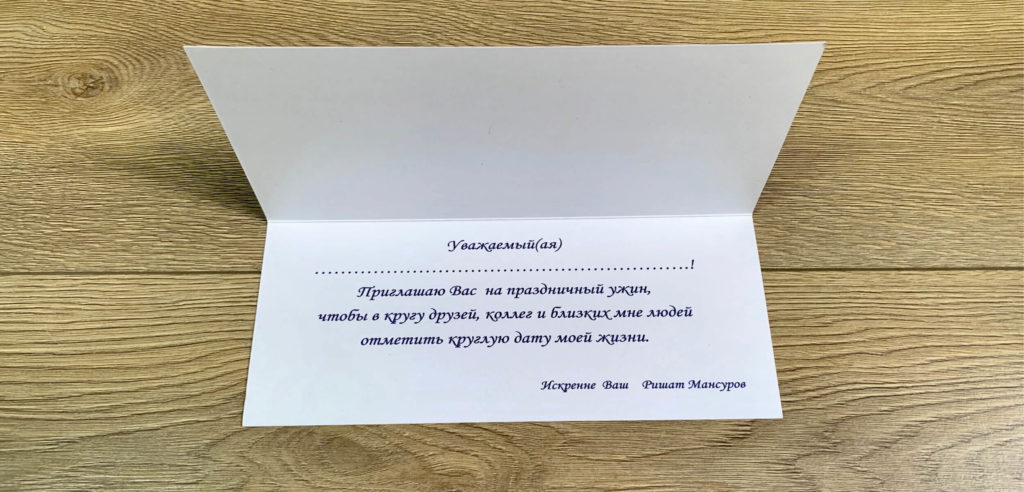 Уважаемый(ая)
…………………………………………………….!
Приглашаю Вас на праздничный ужин,
чтобы в кругу друзей, коллег и близких мне людей
отметить круглую дату моей жизни.
Искренне Ваш Ришат Мансуров